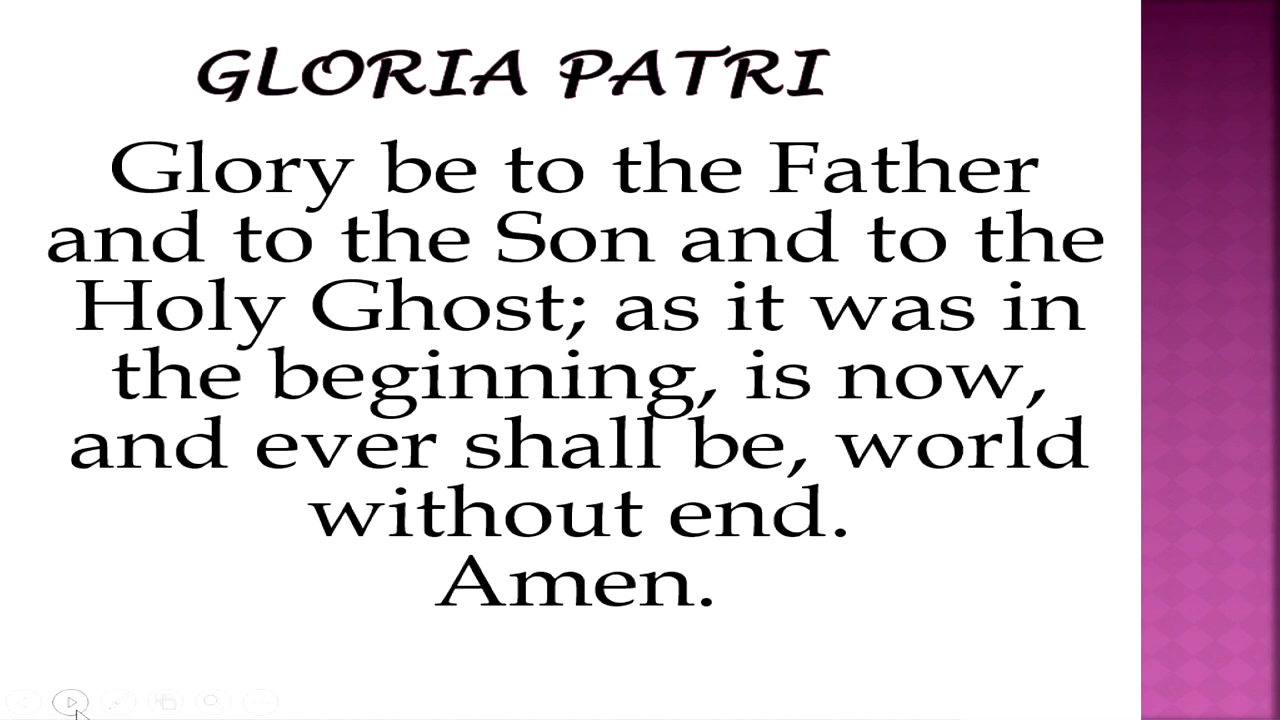 GLORIA PATRI
Glory be to the Father
and to the Son and to the
Holy Ghost; as it was in
the beginning, is now,
and ever shall be, world
without end.
Amen.